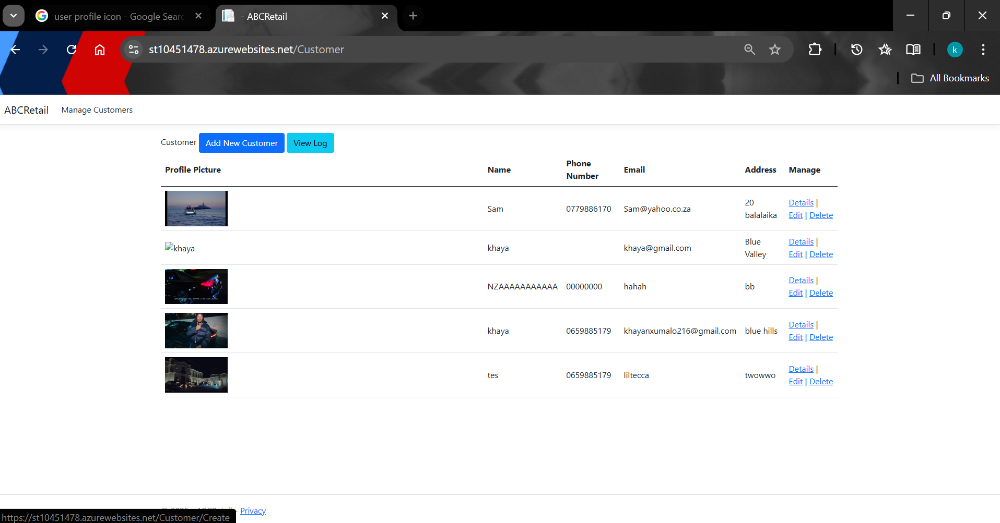 user profile icon - Google Searc
- ABCRetail
st10451478.azurewebsites.net/Customer
k
All Bookmarks
ABCRetail Manage Customers
Customer Add New Customer View Log
Profile Picture Name Phone Number Email Address Manage
Sam 0779886170 Sam@yahoo.co.za 20 balalaika Details | Edit | Delete
khaya khaya khaya@gmail.com Blue Valley Details | Edit | Delete
NZAAAAAAAAAAA 00000000 hahah bb Details | Edit | Delete
khaya 0659885179 khayanxumalo216@gmail.com blue hills Details | Edit | Delete
tes 0659885179 liltecca twowwo Details | Edit | Delete
Privacy
https://st10451478.azurewebsites.net/Customer/Create